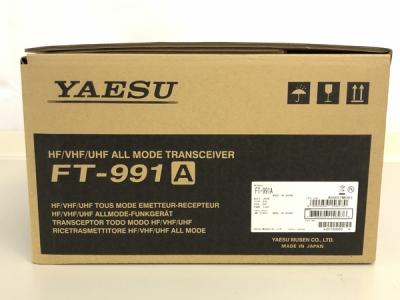 YAESU
HF/VHF/UHF ALL MODE TRANSCEIVER
FT-991 A
HF/VHF/UHF TOUS MODE EMETTEUR-RECEPTEUR
HF/VHF/UHF ALLMODE-FUNKGERÄT
TRANSCEPTOR TODO MODO HF/VHF/UHF
RICETRASMETTITORE HF/VHF/UHF ALL MODE
FT-991A
YAESU MUSEN CO., LTD.
MADE IN JAPAN